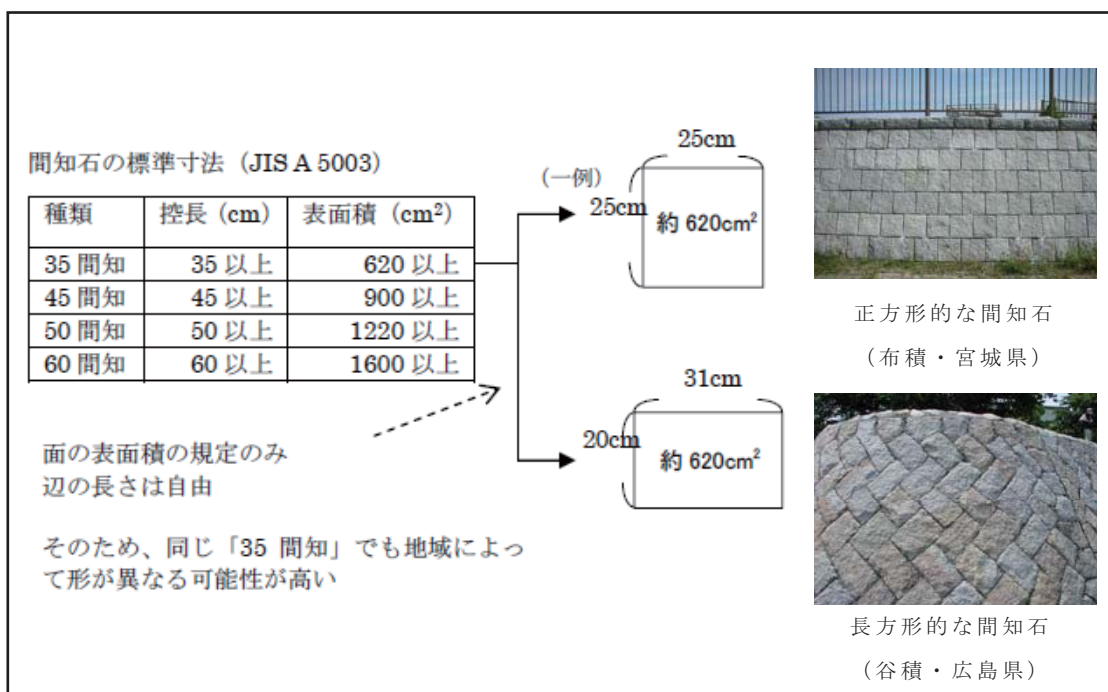 間知石の標準寸法（JIS A 5003）
種類 控長（cm） 表面積（cm²）
35 間知 35 以上 620 以上
45 間知 45 以上 900 以上
50 間知 50 以上 1220 以上
60 間知 60 以上 1600 以上
面の表面積の規定のみ
辺の長さは自由
そのため、同じ「35 間知」でも地域によっ
て形が異なる可能性が高い
（一例）
25cm
25cm
約 620cm²
31cm
20cm
約 620cm²
正方形的な間知石
（布積・宮城県）
長方形的な間知石
（谷積・広島県）